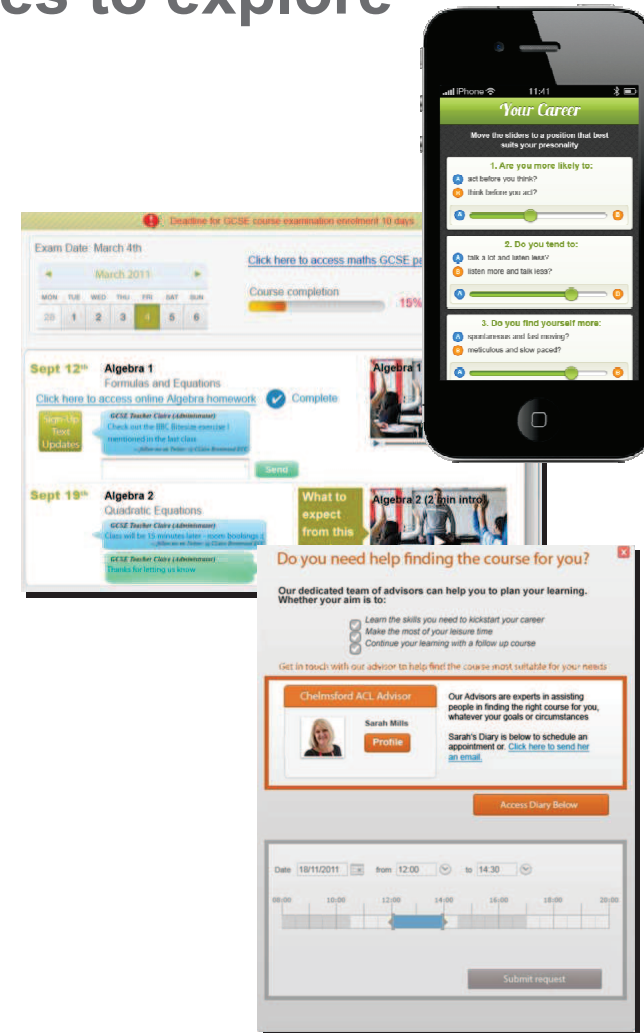 es to explore
iPhone 11:41
Your Career
Move the sliders to a position that best
suits your presonality
1. Are you more likely to:
A act before you think?
B think before you act?
A B
2. Do you tend to:
A talk a lot and listen less?
B listen more and talk less?
A B
3. Do you find yourself more:
A spontaneous and fast moving?
B meticulous and slow paced?
A B
Deadline for GCSE course examination enrolment 10 days
Exam Date March 4th
March 2011
MON TUE WED THU FRI SAT SUN
28 1 2 3 4 5 6
Click here to access maths GCSE pa
Course completion
15%
Sept 12th Algebra 1
Formulas and Equations
Click here to access online Algebra homework Complete
Sign-Up
Text
Updates
GCSE Teacher Claire (Administrator)
Check out the BBC Bitesize exercise I
mentioned in the last class
Send
Algebra 1
Sept 19th Algebra 2
Quadratic Equations
GCSE Teacher Claire (Administrator)
Class will be 15 minutes later - room bookings :(
GCSE Teacher Claire (Administrator)
Thanks for letting us know
What to
expect
from this
Algebra 2 (2 min intro)
Do you need help finding the course for you?
X
Our dedicated team of advisors can help you to plan your learning.
Whether your aim is to:
Learn the skills you need to kickstart your career
Make the most of your leisure time
Continue your learning with a follow up course
Get in touch with our advisor to help find the course most suitable for your needs
Chelmsford ACL Advisor
Sarah Mills
Profile
Our Advisors are experts in assisting
people in finding the right course for you,
whatever your goals or circumstances
Sarah's Diary is below to schedule an
appointment or. Click here to send her
an email.
Access Diary Below
Date 18/11/2011 from 12:00 to 14:30
08:00 10:00 12:00 14:00 16:00 18:00 20:00
Submit request